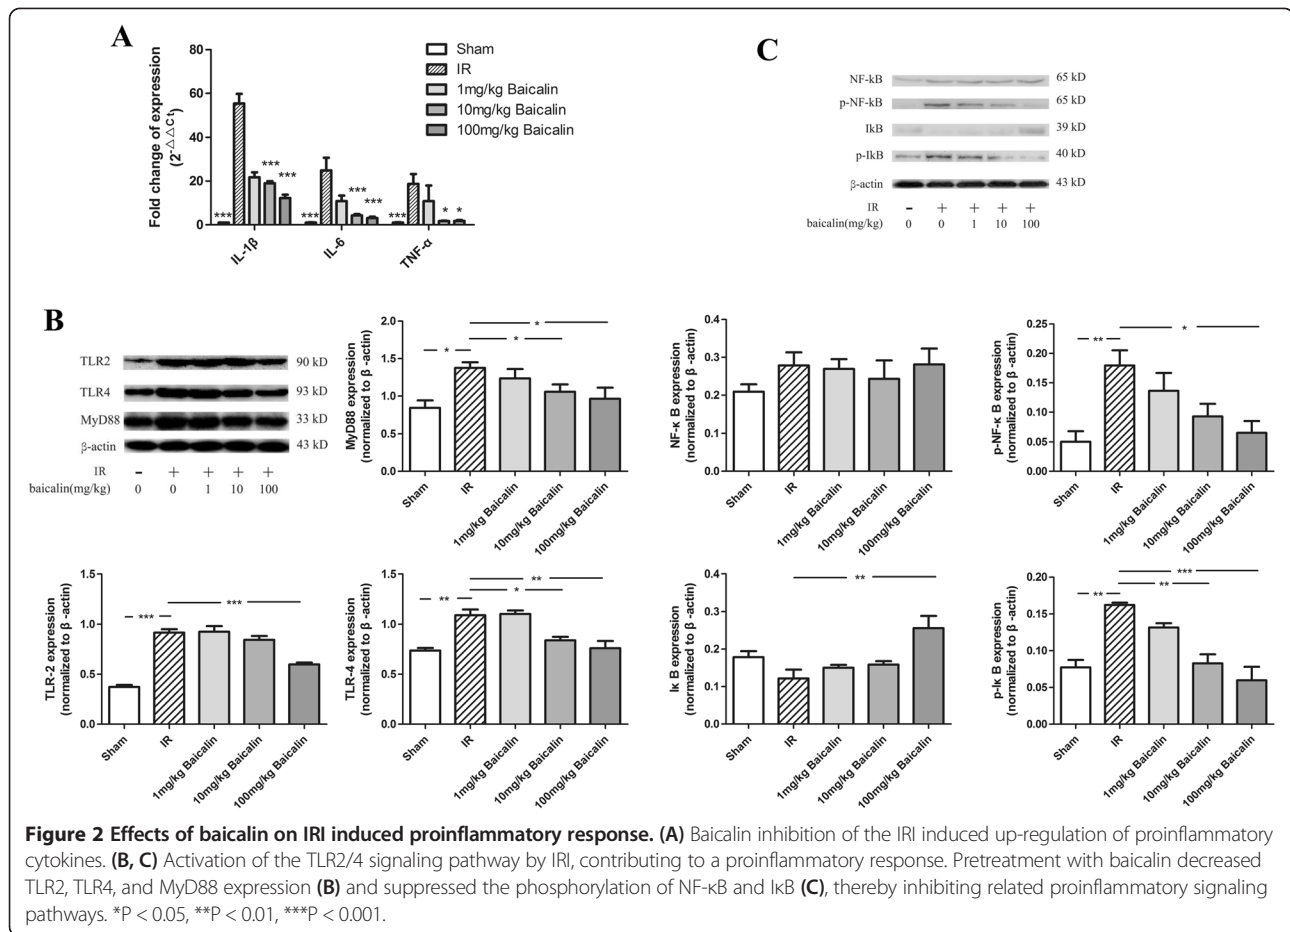 A
Fold change of expression
(2^-△△Ct)
80
60
40
20
0
Sham
IR
1mg/kg Baicalin
10mg/kg Baicalin
100mg/kg Baicalin
***
***
***
***
***
***
***
*
*
IL-1β
IL-6
TNF-α
C
NF-kB
65 kD
p-NF-kB
65 kD
IkB
39 kD
p-IkB
40 kD
β-actin
43 kD
IR - + + + +
baicalin(mg/kg) 0 0 1 10 100
B
TLR2
90 kD
TLR4
93 kD
MyD88
33 kD
β-actin
43 kD
IR - + + + +
baicalin(mg/kg) 0 0 1 10 100
MyD88 expression
(normalized to β -actin)
2.0
1.5
1.0
0.5
0.0
*
*
*
Sham
IR
1mg/kg Baicalin
10mg/kg Baicalin
100mg/kg Baicalin
NF-κ B expression
(normalized to β -actin)
0.4
0.3
0.2
0.1
0.0
Sham
IR
1mg/kg Baicalin
10mg/kg Baicalin
100mg/kg Baicalin
p-NF-κ B expression
(normalized to β -actin)
0.25
0.20
0.15
0.10
0.05
0.00
**
*
Sham
IR
1mg/kg Baicalin
10mg/kg Baicalin
100mg/kg Baicalin
TLR-2 expression
(normalized to β -actin)
1.5
1.0
0.5
0.0
***
***
Sham
IR
1mg/kg Baicalin
10mg/kg Baicalin
100mg/kg Baicalin
TLR-4 expression
(normalized to β -actin)
1.5
1.0
0.5
0.0
**
**
*
Sham
IR
1mg/kg Baicalin
10mg/kg Baicalin
100mg/kg Baicalin
Iκ B expression
(normalized to β -actin)
0.4
0.3
0.2
0.1
0.0
**
Sham
IR
1mg/kg Baicalin
10mg/kg Baicalin
100mg/kg Baicalin
p-Iκ B expression
(normalized to β -actin)
0.20
0.15
0.10
0.05
0.00
***
**
**
Sham
IR
1mg/kg Baicalin
10mg/kg Baicalin
100mg/kg Baicalin
Figure 2 Effects of baicalin on IRI induced proinflammatory response. (A) Baicalin inhibition of the IRI induced up-regulation of proinflammatory
cytokines. (B, C) Activation of the TLR2/4 signaling pathway by IRI, contributing to a proinflammatory response. Pretreatment with baicalin decreased
TLR2, TLR4, and MyD88 expression (B) and suppressed the phosphorylation of NF-κB and IκB (C), thereby inhibiting related proinflammatory signaling
pathways. *P < 0.05, **P < 0.01, ***P < 0.001.